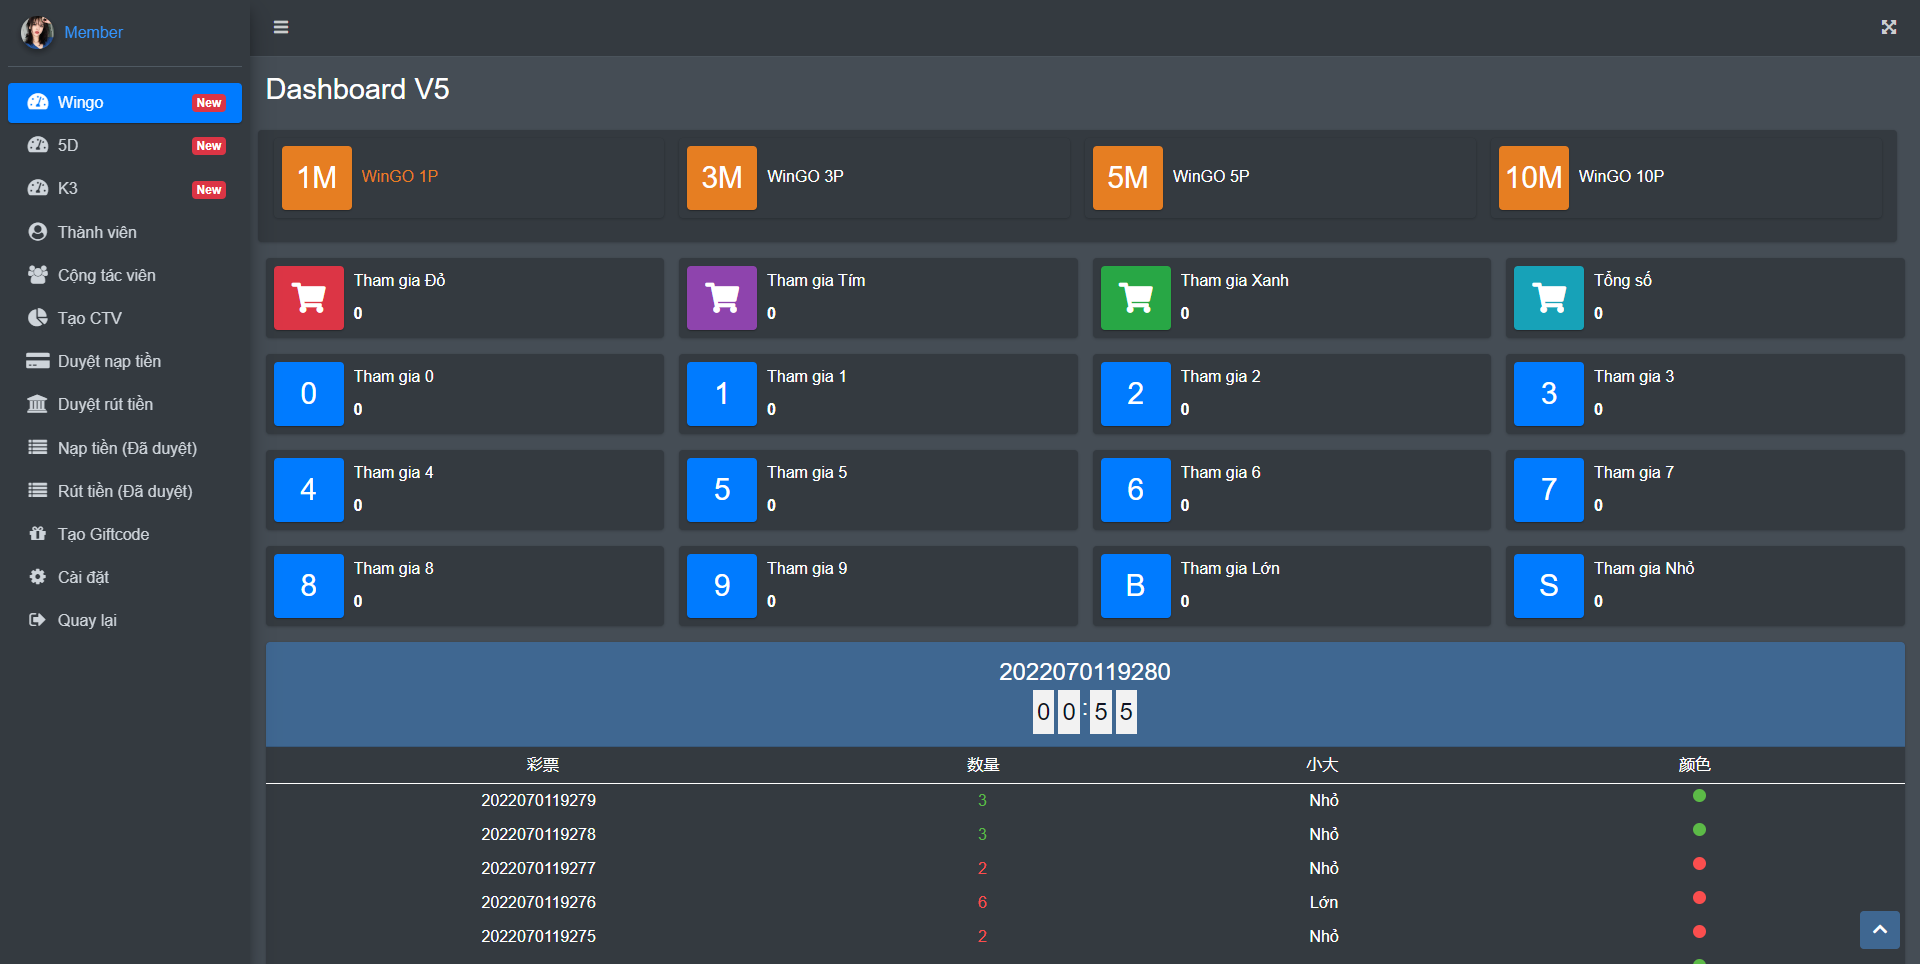 Member
Wingo New
5D New
K3 New
Thành viên
Cộng tác viên
Tạo CTV
Duyệt nạp tiền
Duyệt rút tiền
Nạp tiền (Đã duyệt)
Rút tiền (Đã duyệt)
Tạo Giftcode
Cài đặt
Quay lại
Dashboard V5
1M WinGO 1P
3M WinGO 3P
5M WinGO 5P
10M WinGO 10P
Tham gia Đỏ
0
Tham gia Tím
0
Tham gia Xanh
0
Tổng số
0
0 Tham gia 0
0
1 Tham gia 1
0
2 Tham gia 2
0
3 Tham gia 3
0
4 Tham gia 4
0
5 Tham gia 5
0
6 Tham gia 6
0
7 Tham gia 7
0
8 Tham gia 8
0
9 Tham gia 9
0
B Tham gia Lớn
0
S Tham gia Nhỏ
0
2022070119280
0 0 : 5 5
彩票 数量 小大 颜色
2022070119279 3 Nhỏ
2022070119278 3 Nhỏ
2022070119277 2 Nhỏ
2022070119276 6 Lớn
2022070119275 2 Nhỏ